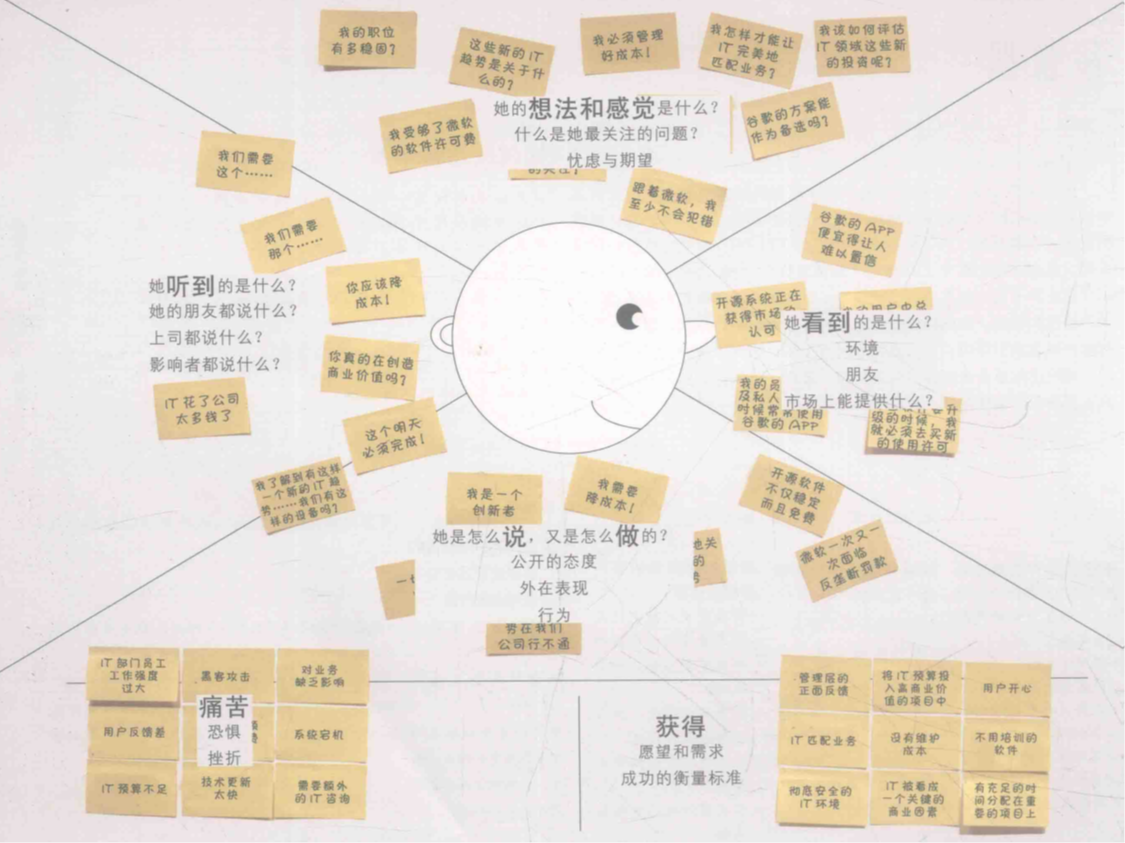 我的职位
有多稳固?
这些新的IT
趋势是关于什
么的?
我必须管理
好成本!
我怎样才能让
IT完美地
匹配业务?
我该如何评估
IT领域这些新
的投资呢?
我受够了微软
的软件许可费
她的想法和感觉是什么?
什么是她最关注的问题?
忧虑与期望
谷歌的方案能
作为备选吗?
跟着微软,我
至少不会犯错
我们需要
这个……
我们需要
那个……
她听到的是什么?
她的朋友都说什么?
上司都说什么?
影响者都说什么?
你应该降
成本!
你真的在创造
商业价值吗?
IT花了公司
太多钱了
这个明天
必须完成!
我了解到有这样
一个新的IT趋
势……我们有这
样的设备吗?
谷歌的APP
便宜得让人
难以置信
开源系统正在
获得市场
认可
她看到的是什么?
环境
朋友
市场上能提供什么?
我的员
及私人
时候常常使用
谷歌的APP
级的时候,我
就必须去买新
的使用许可
开源软件
不仅稳定
而且免费
微软一次又一
次面临
反垄断罚款
我是一个
创新老
我需要
降成本!
她是怎么说,又是怎么做的?
公开的态度
外在表现
行为
势在我们
公司行不通
IT部门员工
工作强度
过大
黑客攻击
对业务
缺乏影响
用户反馈差
痛苦
恐惧
挫折
系统宕机
IT预算不足
技术更新
太快
需要额外
的IT咨询
获得
愿望和需求
成功的衡量标准
管理层的
正面反馈
将IT预算投
入高商业价
值的项目中
用户开心
IT匹配业务
没有维护
成本
不用培训的
软件
彻底安全的
IT环境
IT被看成
一个关键的
商业因素
有充足的时
间分配在重
要的项目上